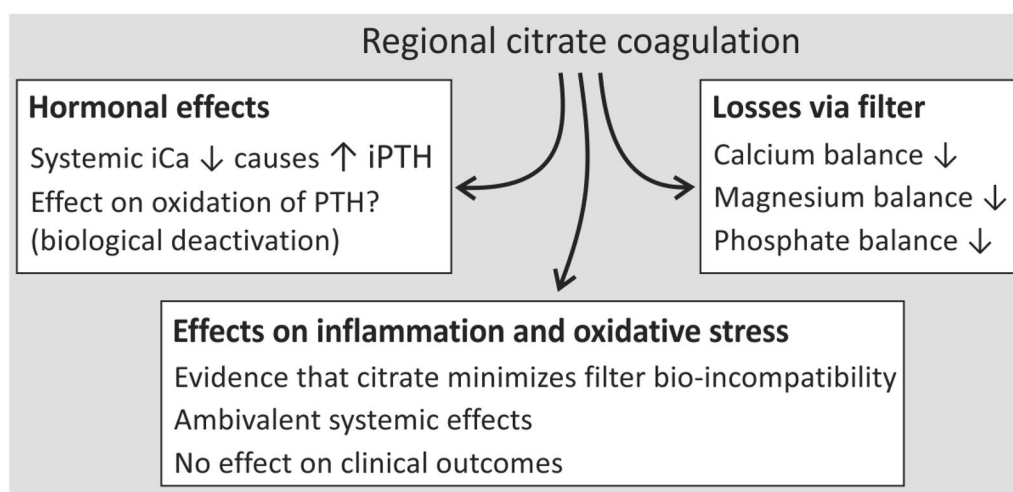 Regional citrate coagulation
Hormonal effects
Systemic iCa ↓ causes ↑ iPTH
Effect on oxidation of PTH?
(biological deactivation)
Losses via filter
Calcium balance ↓
Magnesium balance ↓
Phosphate balance ↓
Effects on inflammation and oxidative stress
Evidence that citrate minimizes filter bio-incompatibility
Ambivalent systemic effects
No effect on clinical outcomes